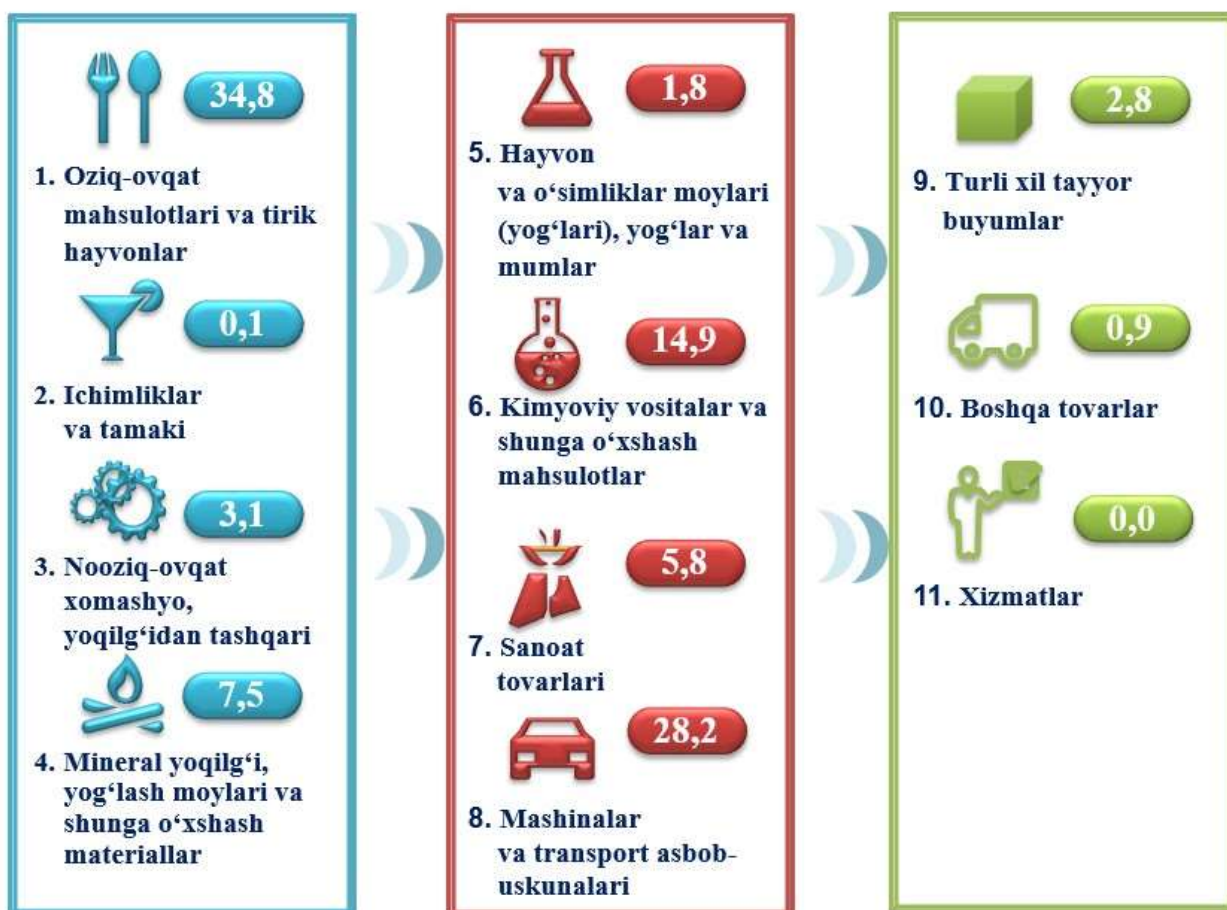 34,8
1. Oziq-ovqat
mahsulotlari va tirik
hayvonlar
0,1
2. Ichimliklar
va tamaki
3,1
3. Nooziq-ovqat
xomashyo,
yoqilg‘idan tashqari
7,5
4. Mineral yoqilg‘i,
yog‘lash moylari va
shunga o‘xshash
materiallar
1,8
5. Hayvon
va o‘simliklar moylari
(yog‘lari), yog‘lar va
mumlar
14,9
6. Kimyoviy vositalar va
shunga o‘xshash
mahsulotlar
5,8
7. Sanoat
tovarlari
28,2
8. Mashinalar
va transport asbob-
uskunalari
2,8
9. Turli xil tayyor
buyumlar
0,9
10. Boshqa tovarlar
0,0
11. Xizmatlar